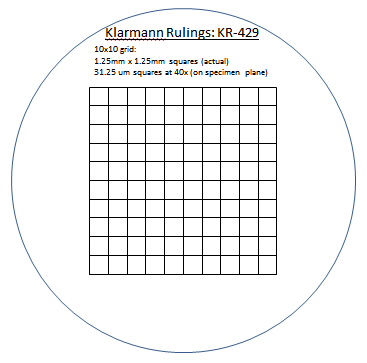 Klarmann Rulings: KR-429
10x10 grid:
1.25mm x 1.25mm squares (actual)
31.25 um squares at 40x (on specimen plane)